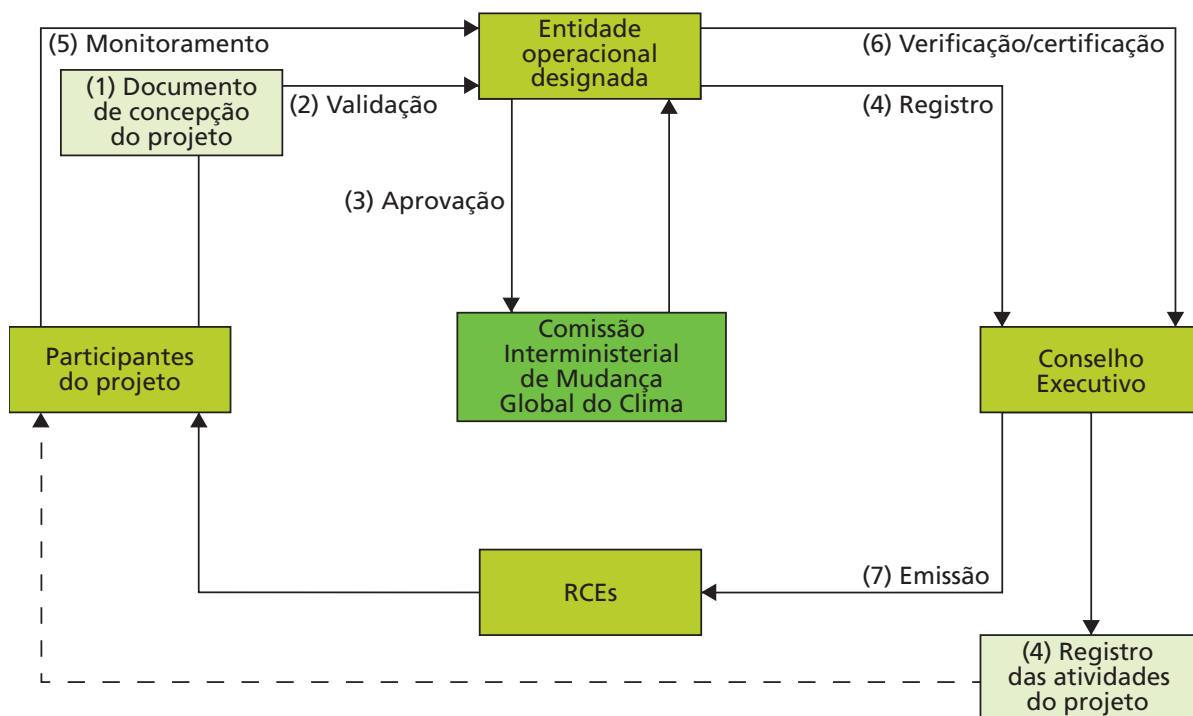 (5) Monitoramento
Entidade
operacional
designada
(6) Verificação/certificação
(1) Documento
de concepção
do projeto
(2) Validação
(4) Registro
(3) Aprovação
Participantes
do projeto
Comissão
Interministerial
de Mudança
Global do Clima
Conselho
Executivo
RCEs
(7) Emissão
(4) Registro
das atividades
do projeto